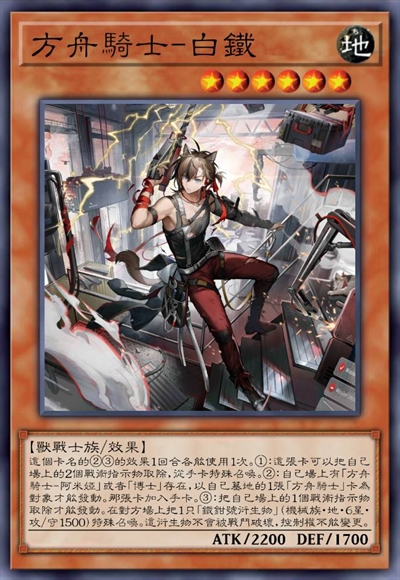 方舟騎士-白鐵
地
【獸戰士族/效果】
這個卡名的②③的效果1回合各能使用1次。①:這張卡可以把自己
場上的2個戰術指示物取除,從手卡特殊召喚。②:自己場上有「方舟
騎士-阿米婭」或者「博士」存在,以自己墓地的1張「方舟騎士」卡為
對象才能發動。那張卡加入手卡。③:把自己場上的1個戰術指示物
取除才能發動。在對方場上把1只「鐵鉗號衍生物」(機械族·地·6星·
攻/守1500)特殊召喚。這衍生物不會被戰鬥破壞,控制權不能變更。
ATK/2200 DEF/1700